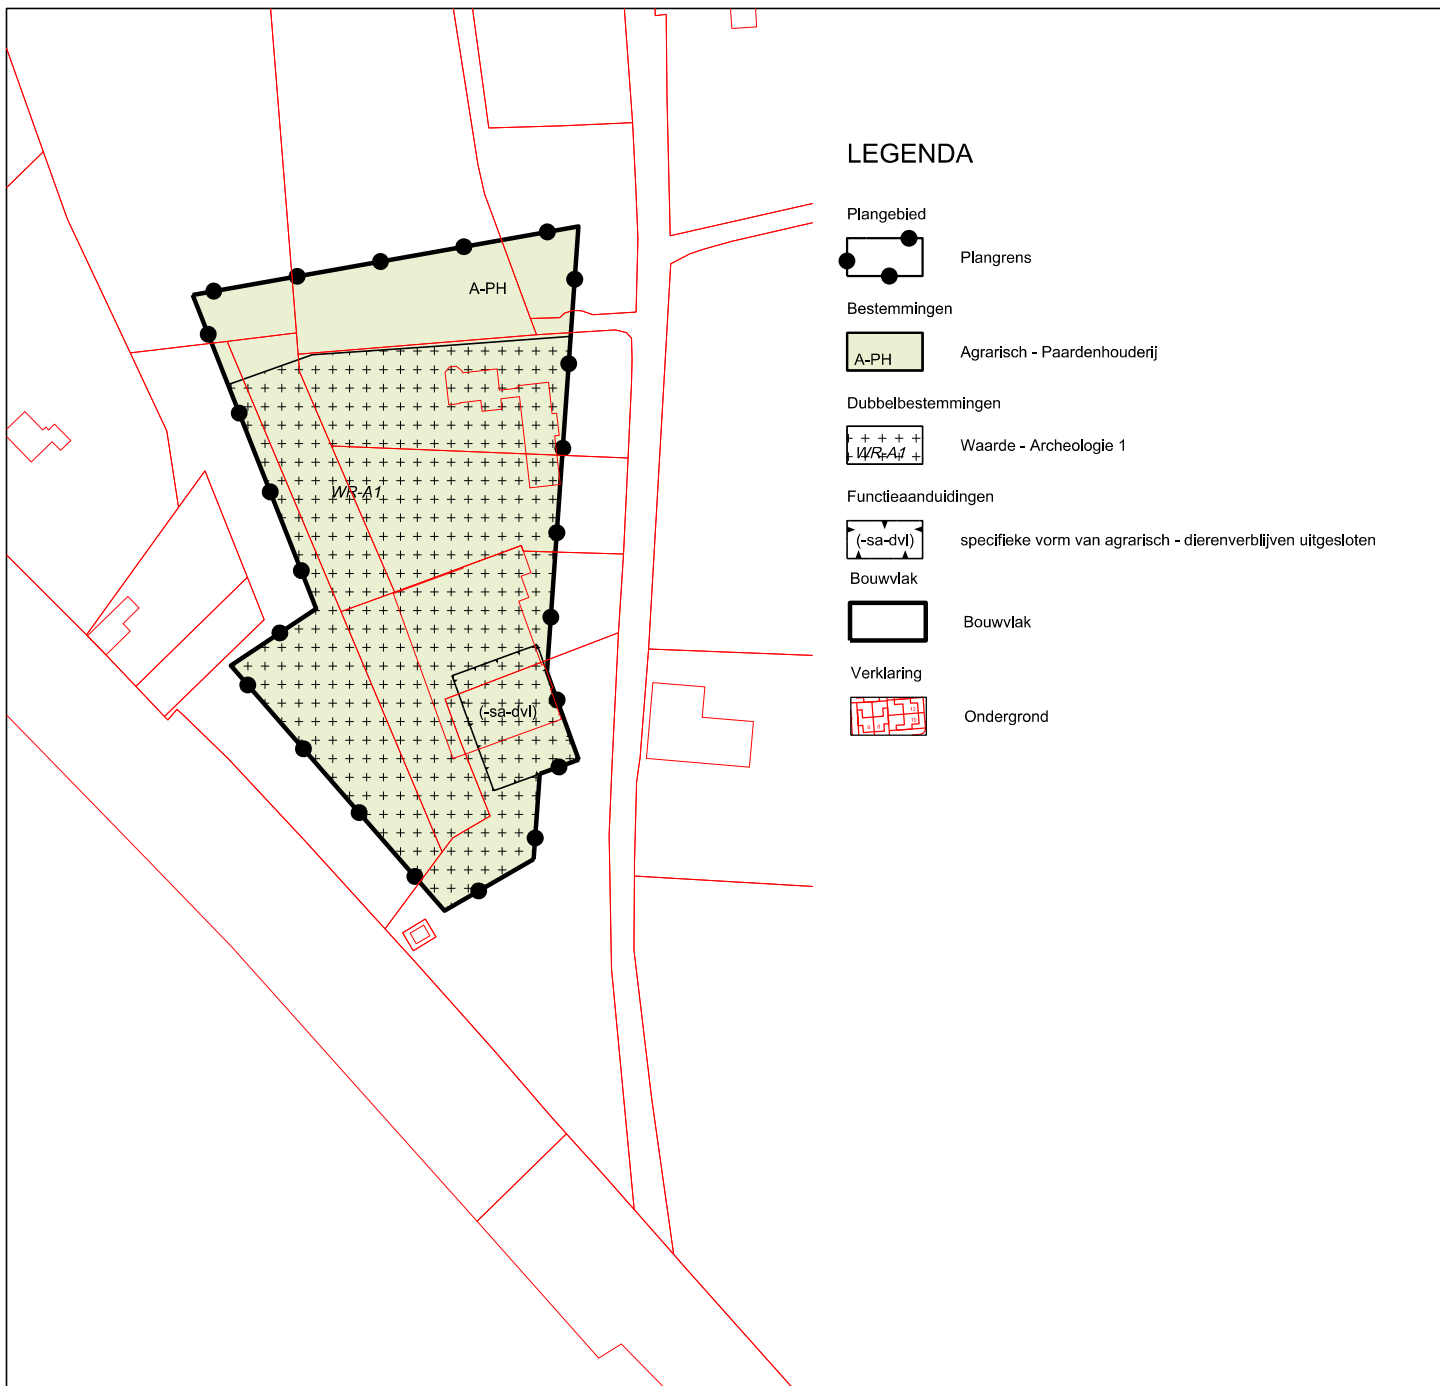 A-PH
WR-A1
(-sa-dvl)
LEGENDA
Plangebied
Plangrens
Bestemmingen
A-PH
Agrarisch - Paardenhouderij
Dubbelbestemmingen
WR-A1
Waarde - Archeologie 1
Functieaanduidingen
(-sa-dvl)
specifieke vorm van agrarisch - dierenverblijven uitgesloten
Bouwvlak
Bouwvlak
Verklaring
Ondergrond